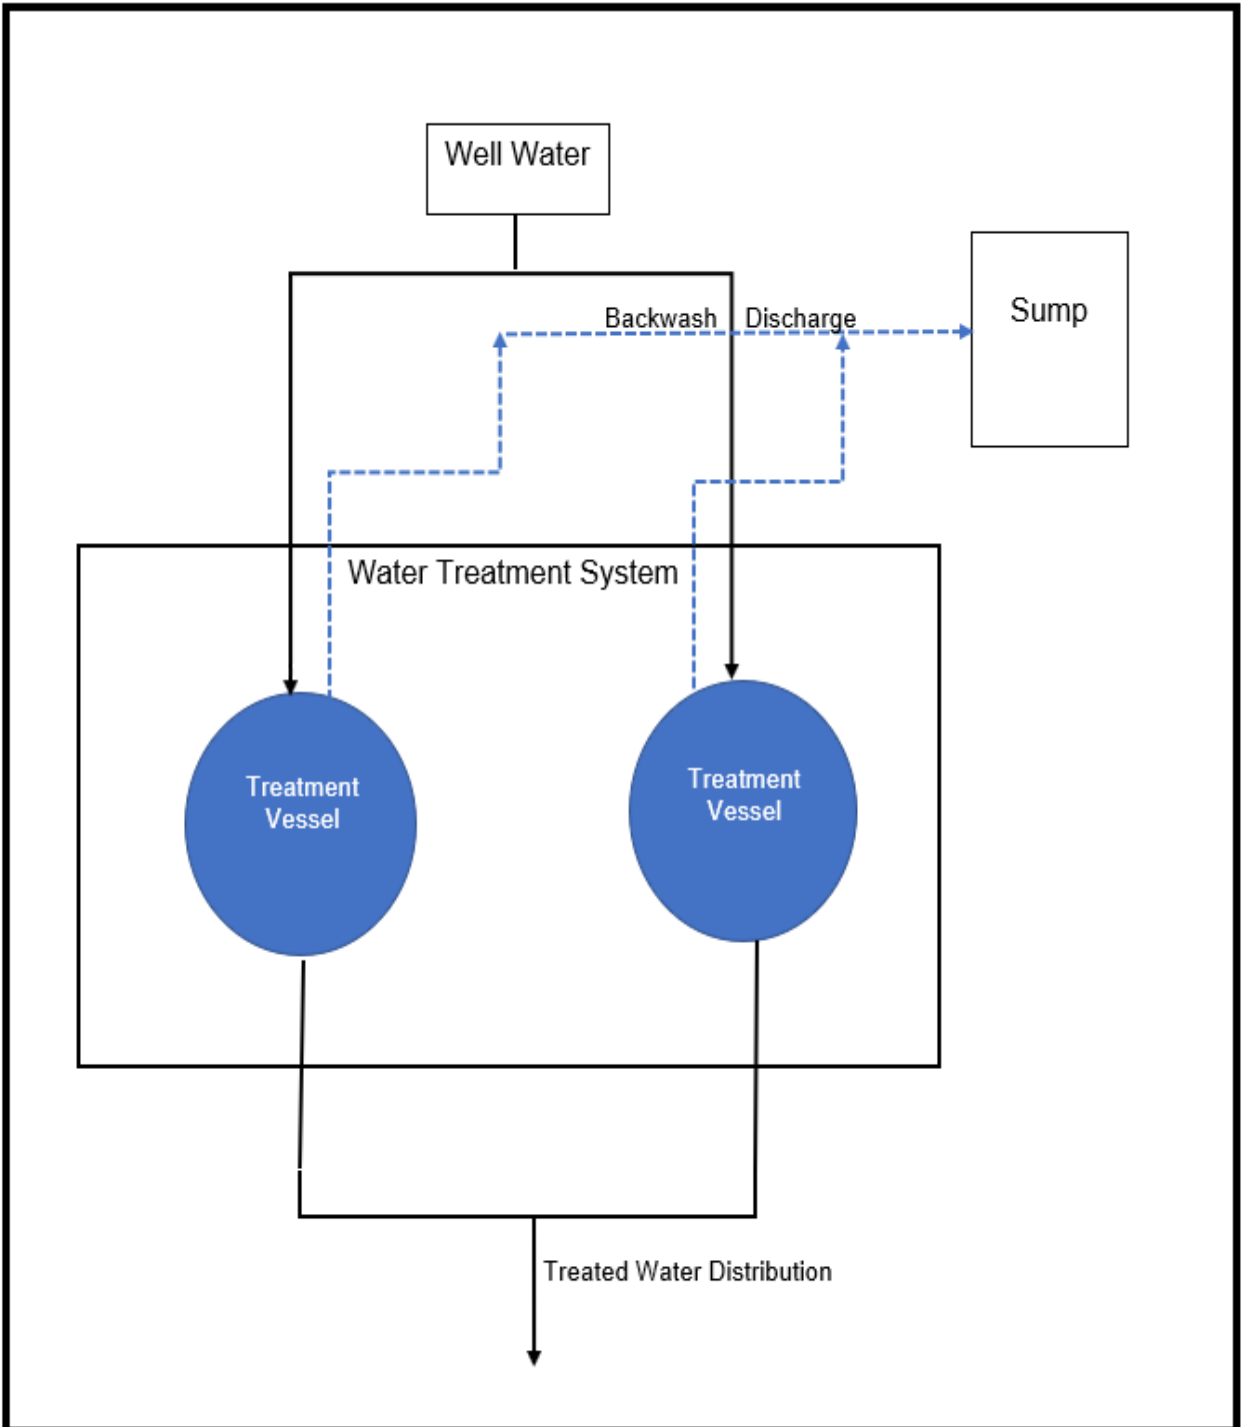 Well Water
Sump
Backwash Discharge
Water Treatment System
Treatment
Vessel
Treatment
Vessel
Treated Water Distribution